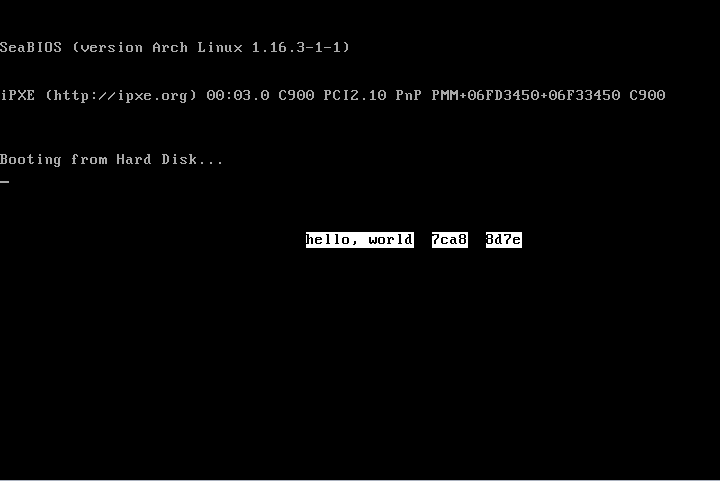 SeaBIOS (version Arch Linux 1.16.3-1-1)
iPXE (http://ipxe.org) 00:03.0 C900 PCI2.10 PnP PMM+06FD3450+06F33450 C900
Booting from Hard Disk...
hello, world 7ca8 8d7e